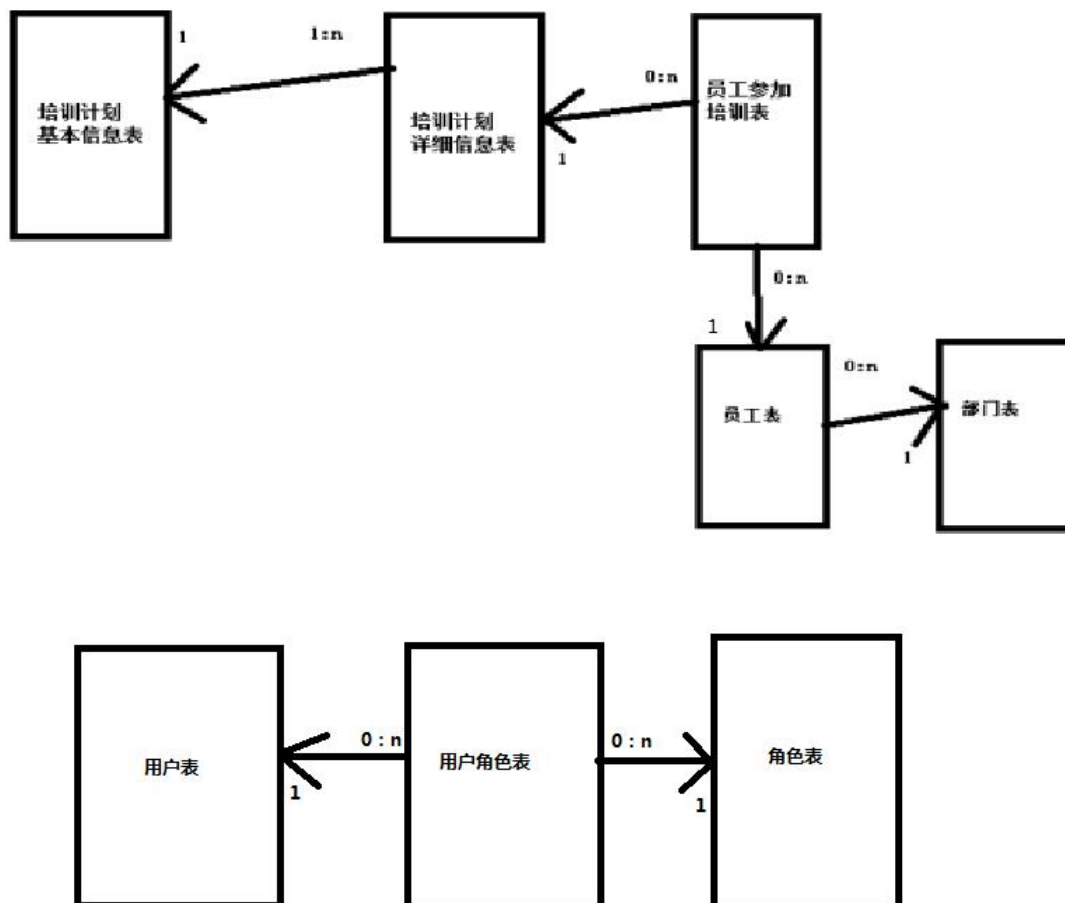 1
1:n
培训计划
基本信息表
培训计划
详细信息表
0:n
1
员工参加
培训表
0:n
1
员工表
0:n
1
部门表
用户表
0:n
1
用户角色表
0:n
1
角色表